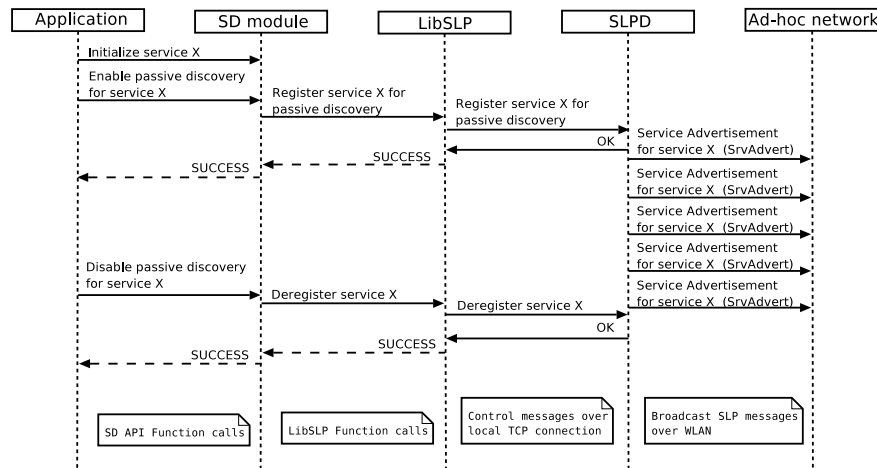 Application
SD module
LibSLP
SLPD
Ad-hoc network
Initialize service X
Enable passive discovery
for service X
Register service X for
passive discovery
Register service X for
passive discovery
OK
Service Advertisement
for service X (SrvAdvert)
SUCCESS
SUCCESS
Service Advertisement
for service X (SrvAdvert)
Service Advertisement
for service X (SrvAdvert)
Service Advertisement
for service X (SrvAdvert)
Disable passive discovery
for service X
Service Advertisement
for service X (SrvAdvert)
Deregister service X
Deregister service X
OK
SUCCESS
SUCCESS
SD API Function calls
LibSLP Function calls
Control messages over
local TCP connection
Broadcast SLP messages
over WLAN